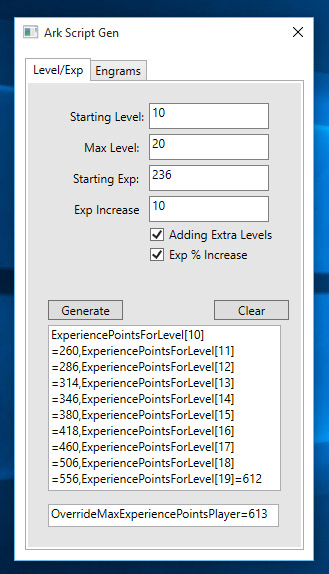 Ark Script Gen
Level/Exp
Engrams
Starting Level:
10
Max Level:
20
Starting Exp:
236
Exp Increase
10
Adding Extra Levels
Exp % Increase
Generate
Clear
ExperiencePointsForLevel[10]
=260,ExperiencePointsForLevel[11]
=286,ExperiencePointsForLevel[12]
=314,ExperiencePointsForLevel[13]
=346,ExperiencePointsForLevel[14]
=380,ExperiencePointsForLevel[15]
=418,ExperiencePointsForLevel[16]
=460,ExperiencePointsForLevel[17]
=506,ExperiencePointsForLevel[18]
=556,ExperiencePointsForLevel[19]=612
OverrideMaxExperiencePointsPlayer=613